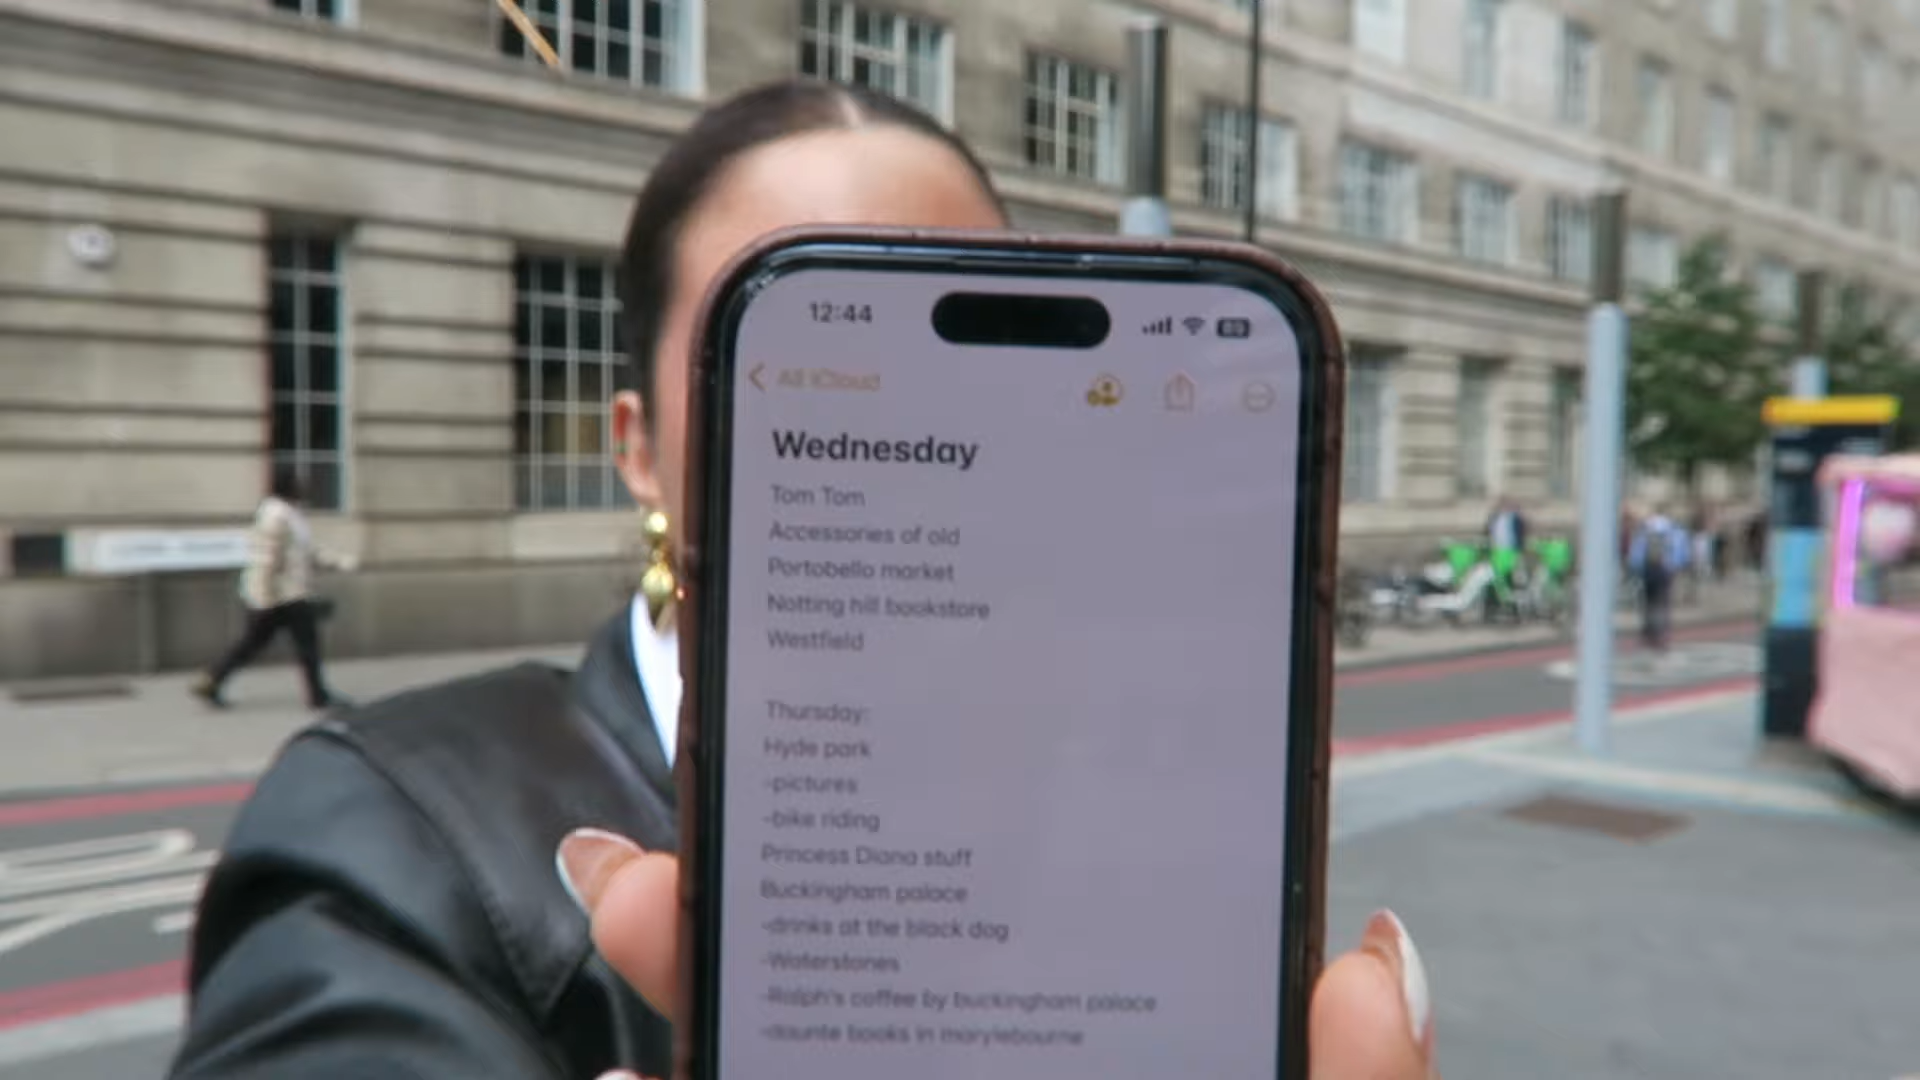 12:44
89
All iCloud
Wednesday
Tom Tom
Accessories of old
Portobello market
Notting hill bookstore
Westfield
Thursday:
Hyde park
-pictures
-bike riding
Princess Diana stuff
Buckingham palace
-drinks at the black dog
-Waterstones
-Ralph's coffee by buckingham palace
-daunte books in marylebourne